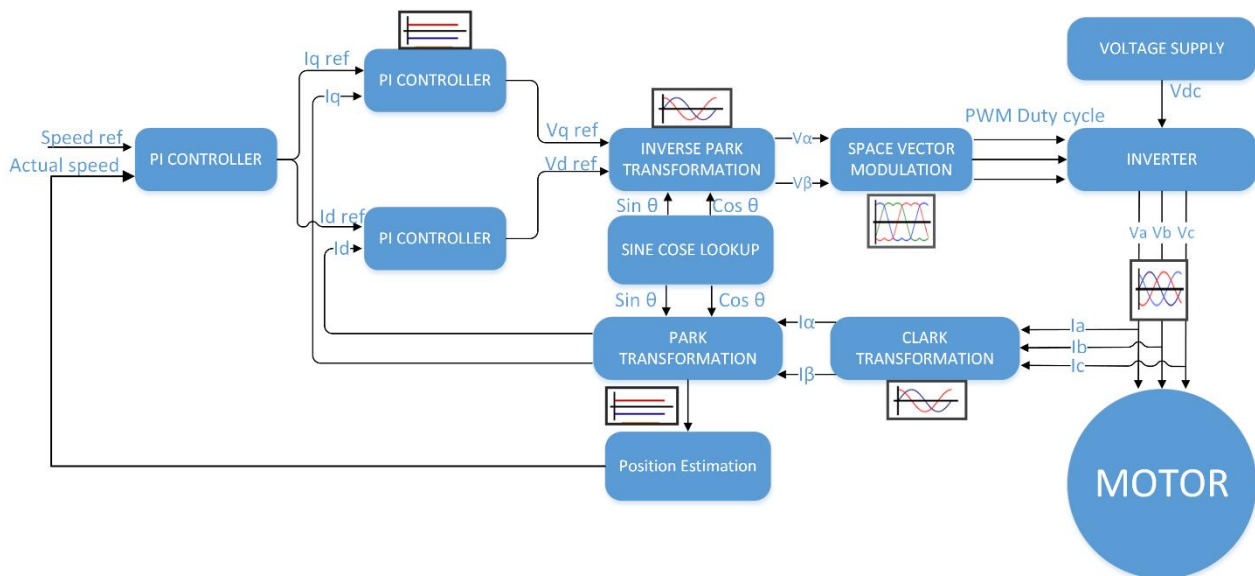 VOLTAGE SUPPLY
Vdc
Iq ref
PI CONTROLLER
Iq
Speed ref
Actual speed
PI CONTROLLER
Vq ref
Vd ref
INVERSE PARK
TRANSFORMATION
Vα
Vβ
SPACE VECTOR
MODULATION
PWM Duty cycle
INVERTER
Id ref
PI CONTROLLER
Id
Sin θ
Cos θ
SINE COSE LOOKUP
Sin θ
Cos θ
Va
Vb
Vc
PARK
TRANSFORMATION
Iα
Iβ
CLARK
TRANSFORMATION
Ia
Ib
Ic
Position Estimation
MOTOR